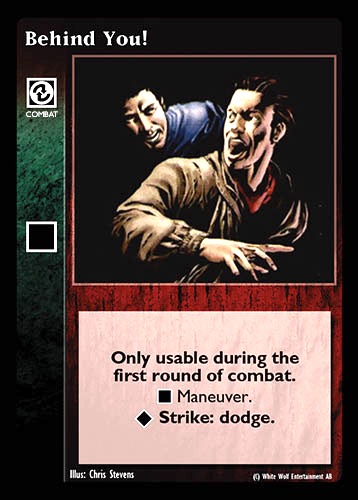 Behind You!
COMBAT
Only usable during the
first round of combat.
Maneuver.
Strike: dodge.
Illus: Chris Stevens
(C) White Wolf Entertainment AB